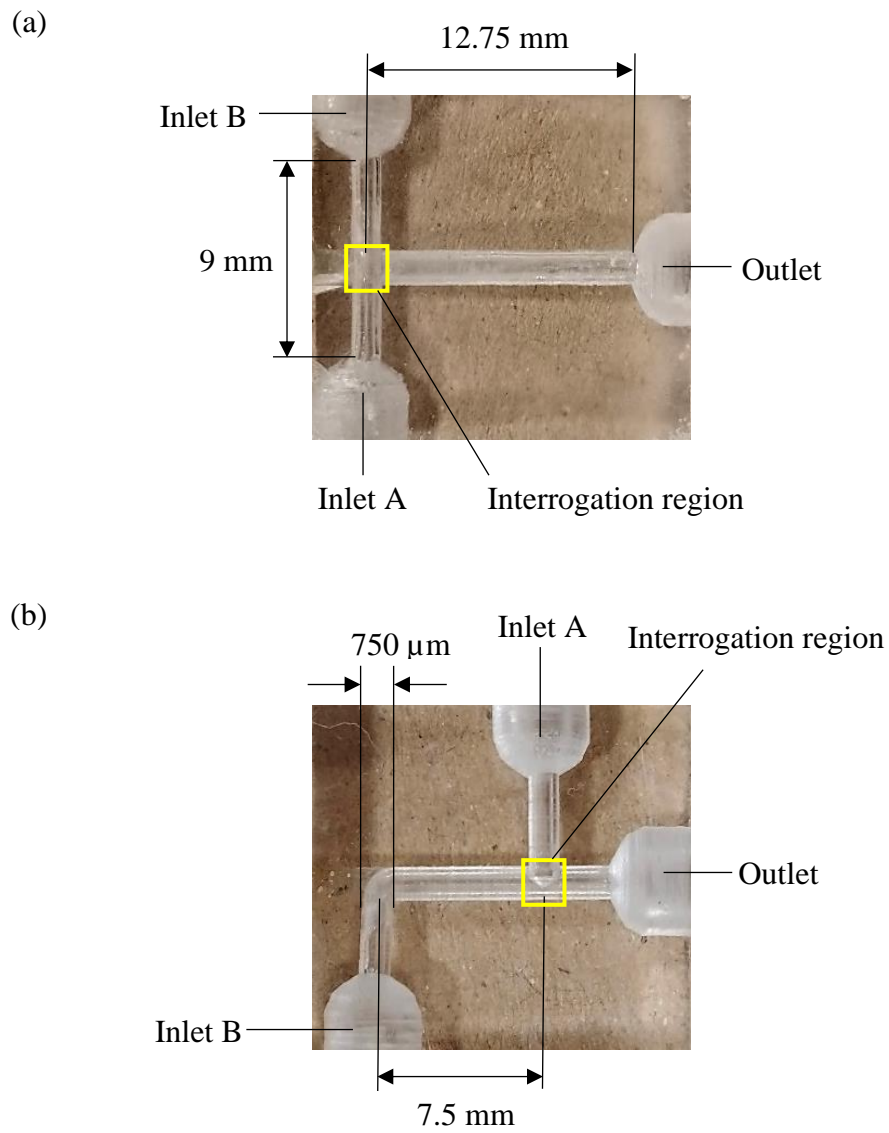 (a)
12.75 mm
Inlet B
9 mm
Outlet
Inlet A
Interrogation region
(b)
Inlet A
Interrogation region
750 µm
Outlet
Inlet B
7.5 mm